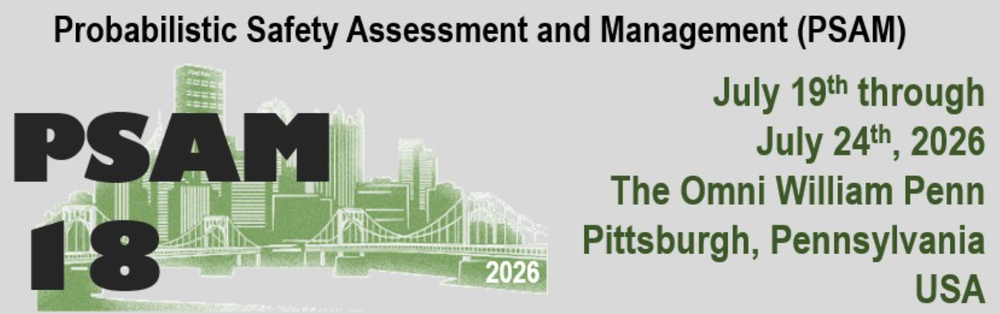 Probabilistic Safety Assessment and Management (PSAM)
PSAM
18
2026
July 19th through
July 24th, 2026
The Omni William Penn
Pittsburgh, Pennsylvania
USA